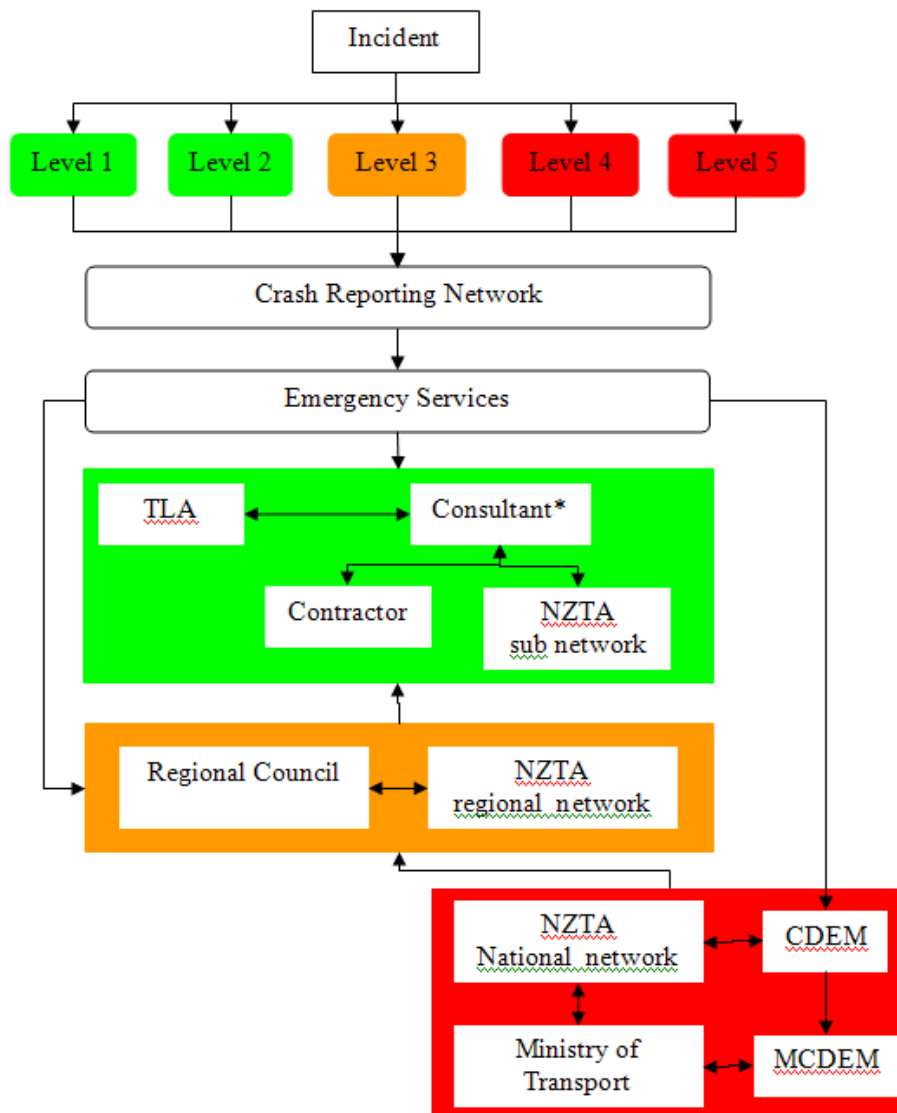 Incident
Level 1
Level 2
Level 3
Level 4
Level 5
Crash Reporting Network
Emergency Services
TLA
Consultant*
Contractor
NZTA
sub network
Regional Council
NZTA
regional network
NZTA
National network
CDEM
Ministry of
Transport
MCDEM